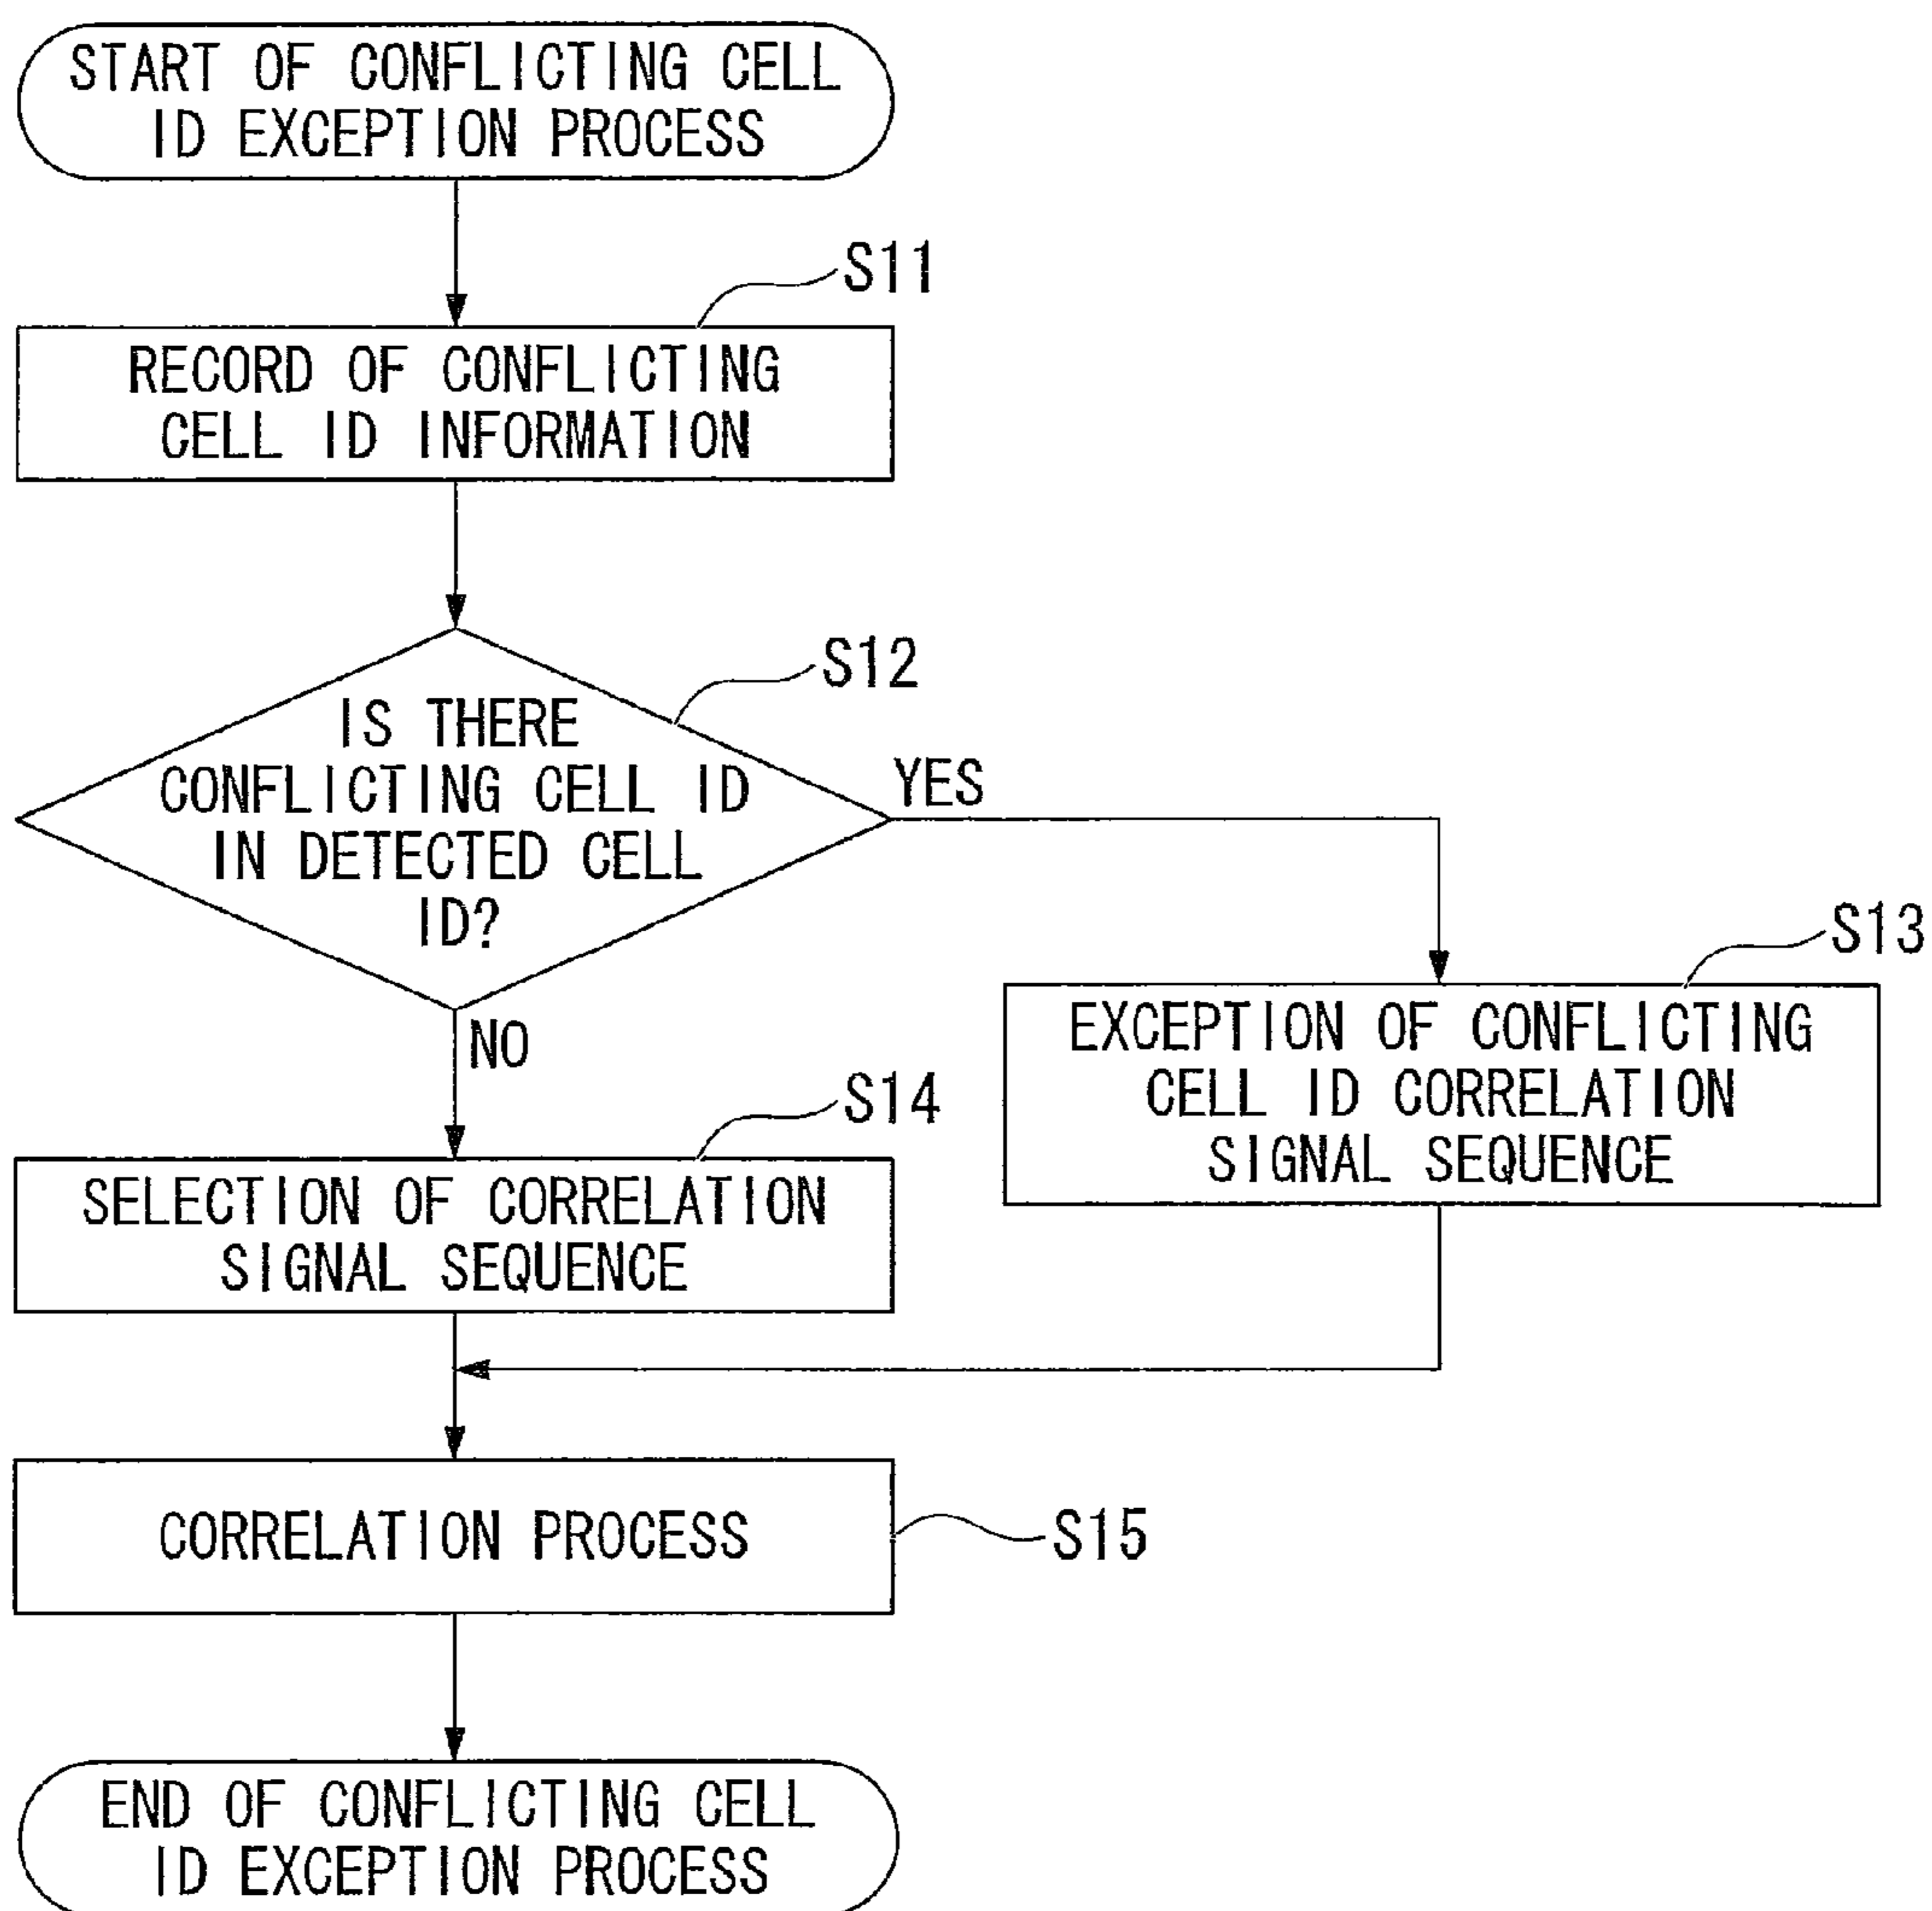 START OF CONFLICTING CELL
ID EXCEPTION PROCESS
S11
RECORD OF CONFLICTING
CELL ID INFORMATION
S12
IS THERE
CONFLICTING CELL ID
IN DETECTED CELL
ID?
YES
NO
S13
EXCEPTION OF CONFLICTING
CELL ID CORRELATION
SIGNAL SEQUENCE
S14
SELECTION OF CORRELATION
SIGNAL SEQUENCE
CORRELATION PROCESS
S15
END OF CONFLICTING CELL
ID EXCEPTION PROCESS